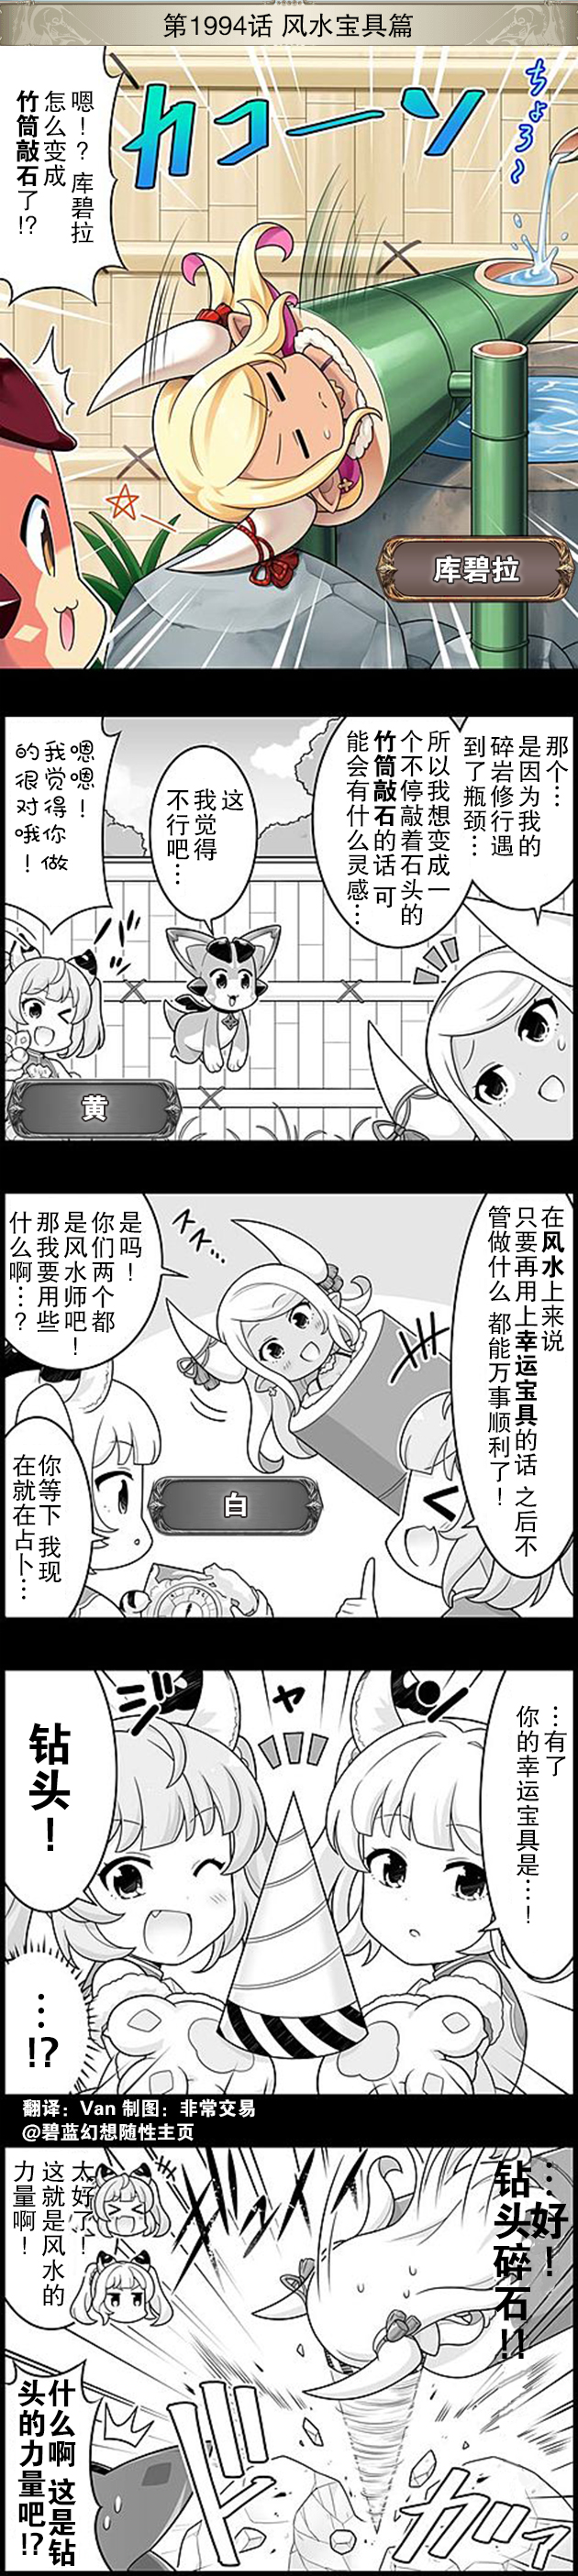 第1994话 风水宝具篇
ちょろ〜
カコーン
嗯！？库碧拉
怎么变成
竹筒敲石了!?
库碧拉
那个…
是因为我的
碎岩修行遇
到了瓶颈…
所以我想变成一
个不停敲着石头的
竹筒敲石的话 可
能会有什么灵感…
这
我觉得
不行吧…
嗯嗯！
我觉得你做
的很对哦！
黄
在风水上来说
只要再用上幸运宝具的话 之后不
管做什么 都能万事顺利了！
ススス…
是吗！
你们两个都
是风水师吧！
那我要用些
什么啊…？
白
你等下 我现
在就在占卜…
…有了
你的幸运宝具是…！
ャ
ジ
钻头！
…!?
翻译：Van 制图：非常交易
@碧蓝幻想随性主页
…好！
钻头碎石!!
太好了！
这就是风水的
力量啊！
ドド
ガガァ
什么啊 这是钻
头的力量吧!?